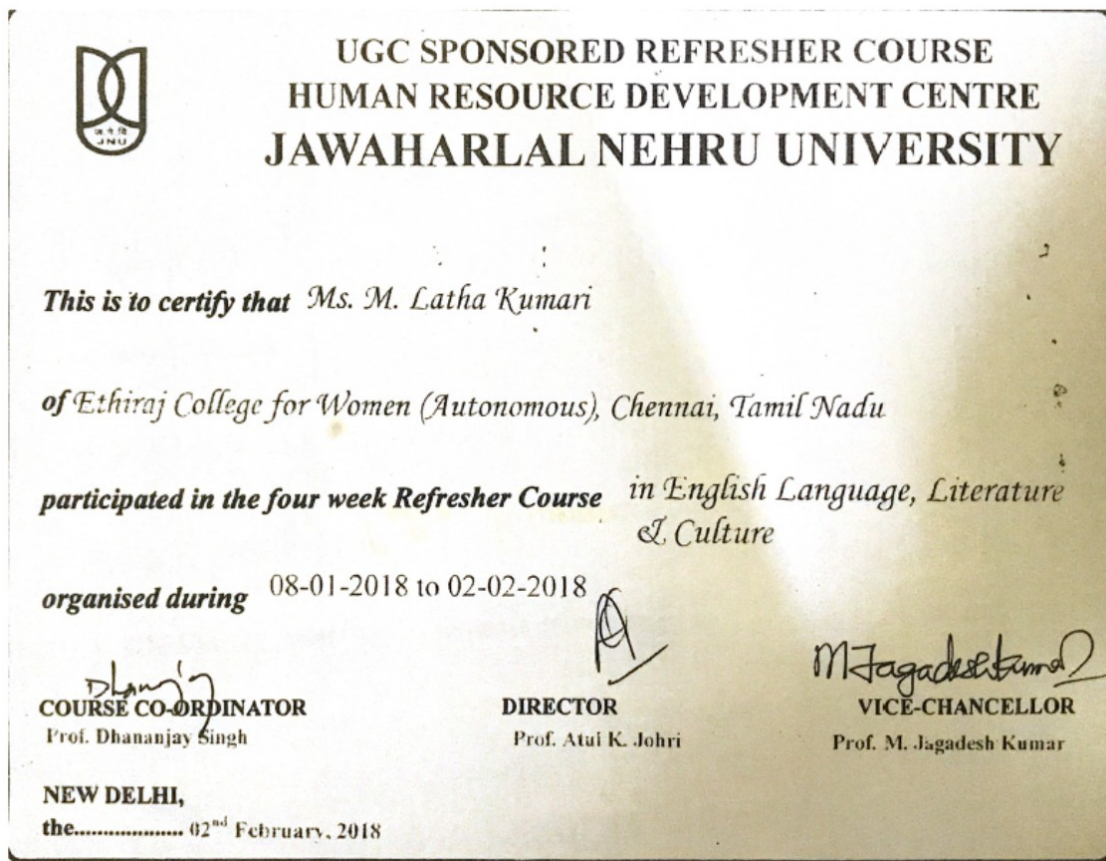 UGC SPONSORED REFRESHER COURSE
HUMAN RESOURCE DEVELOPMENT CENTRE
JAWAHARLAL NEHRU UNIVERSITY
ज.ने.वि
JNU
This is to certify that Ms. M. Latha Kumari
of Ethiraj College for Women (Autonomous), Chennai, Tamil Nadu
participated in the four week Refresher Course in English Language, Literature
& Culture
organised during 08-01-2018 to 02-02-2018
MJagadeshkumar
COURSE CO-ORDINATOR DIRECTOR VICE-CHANCELLOR
Prof. Dhananjay Singh Prof. Atul K. Johri Prof. M. Jagadesh Kumar
NEW DELHI,
the................... 02nd February, 2018